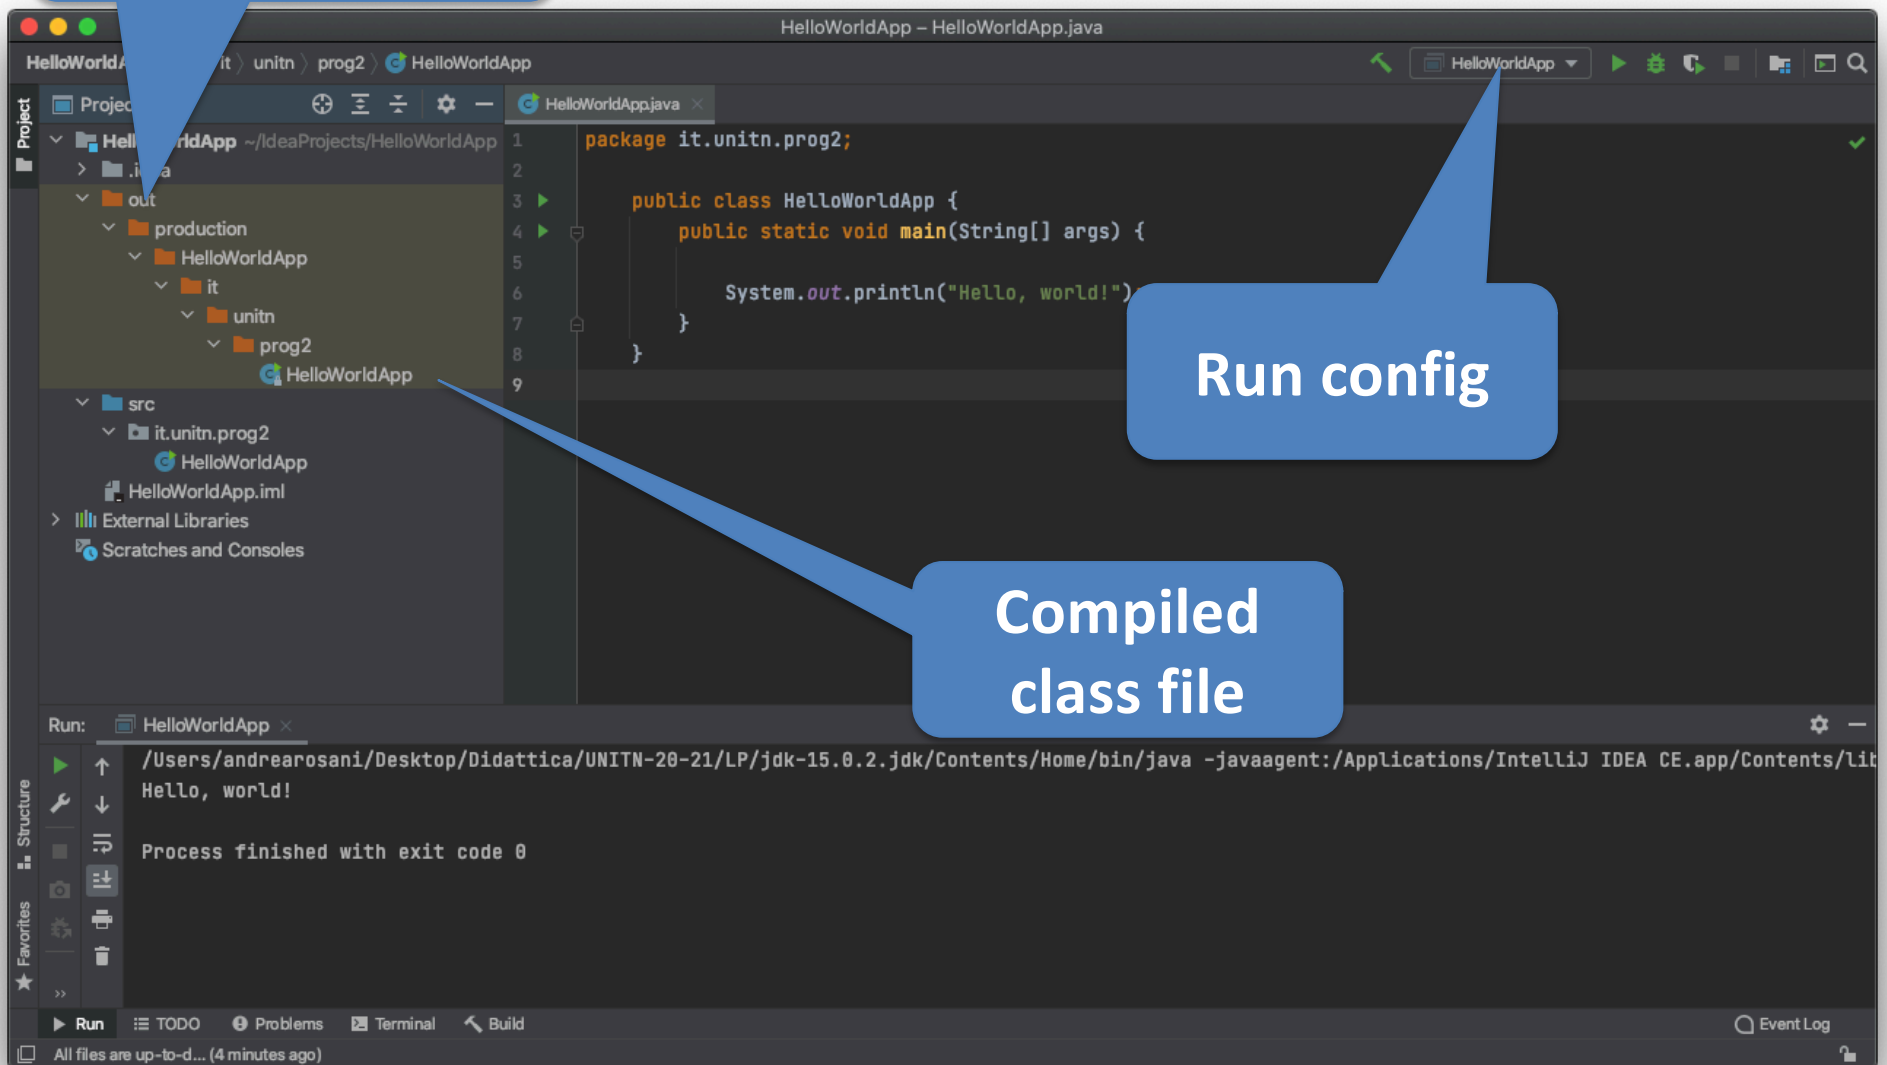 HelloWorldApp – HelloWorldApp.java
unitn
prog2
HelloWorldApp
HelloWorldApp
Project
HelloWorldApp.java
HelloWorldApp ~/IdeaProjects/HelloWorldApp
out
production
HelloWorldApp
it
unitn
prog2
HelloWorldApp
src
it.unitn.prog2
HelloWorldApp
HelloWorldApp.iml
External Libraries
Scratches and Consoles
1 package it.unitn.prog2;
2
3 public class HelloWorldApp {
4 public static void main(String[] args) {
5
6 System.out.println("Hello, world!")
7 }
8 }
9
Run config
Compiled
class file
Run: HelloWorldApp
/Users/andrearosani/Desktop/Didattica/UNITN-20-21/LP/jdk-15.0.2.jdk/Contents/Home/bin/java -javaagent:/Applications/IntelliJ IDEA CE.app/Contents/lib
Hello, world!
Process finished with exit code 0
Structure
Favorites
Run TODO Problems Terminal Build
Event Log
All files are up-to-d... (4 minutes ago)